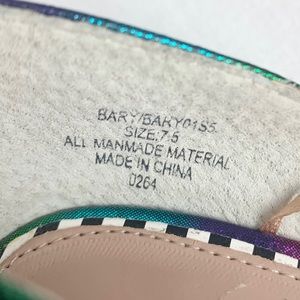 BARY/BARY01S5
SIZE:7.5
ALL MANMADE MATERIAL
MADE IN CHINA
0264